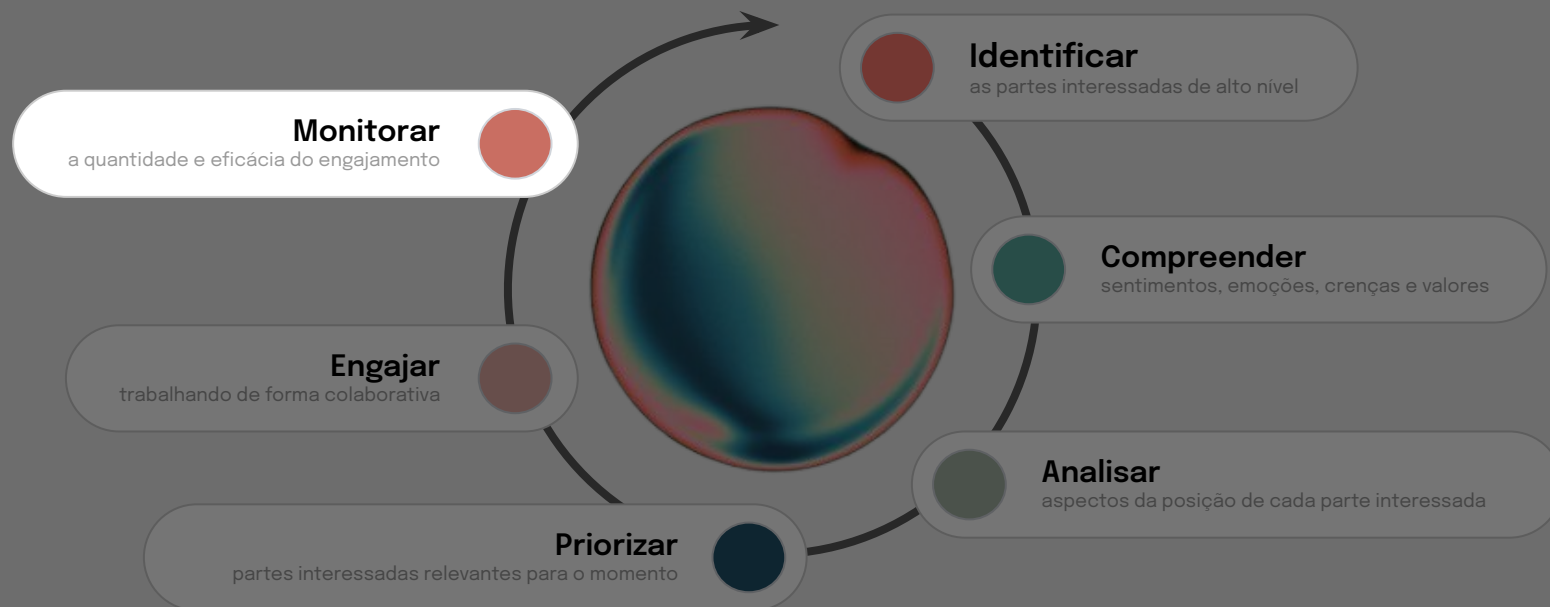 Identificar
as partes interessadas de alto nível
Compreender
sentimentos, emoções, crenças e valores
Analisar
aspectos da posição de cada parte interessada
Priorizar
partes interessadas relevantes para o momento
Engajar
trabalhando de forma colaborativa
Monitorar
a quantidade e eficácia do engajamento